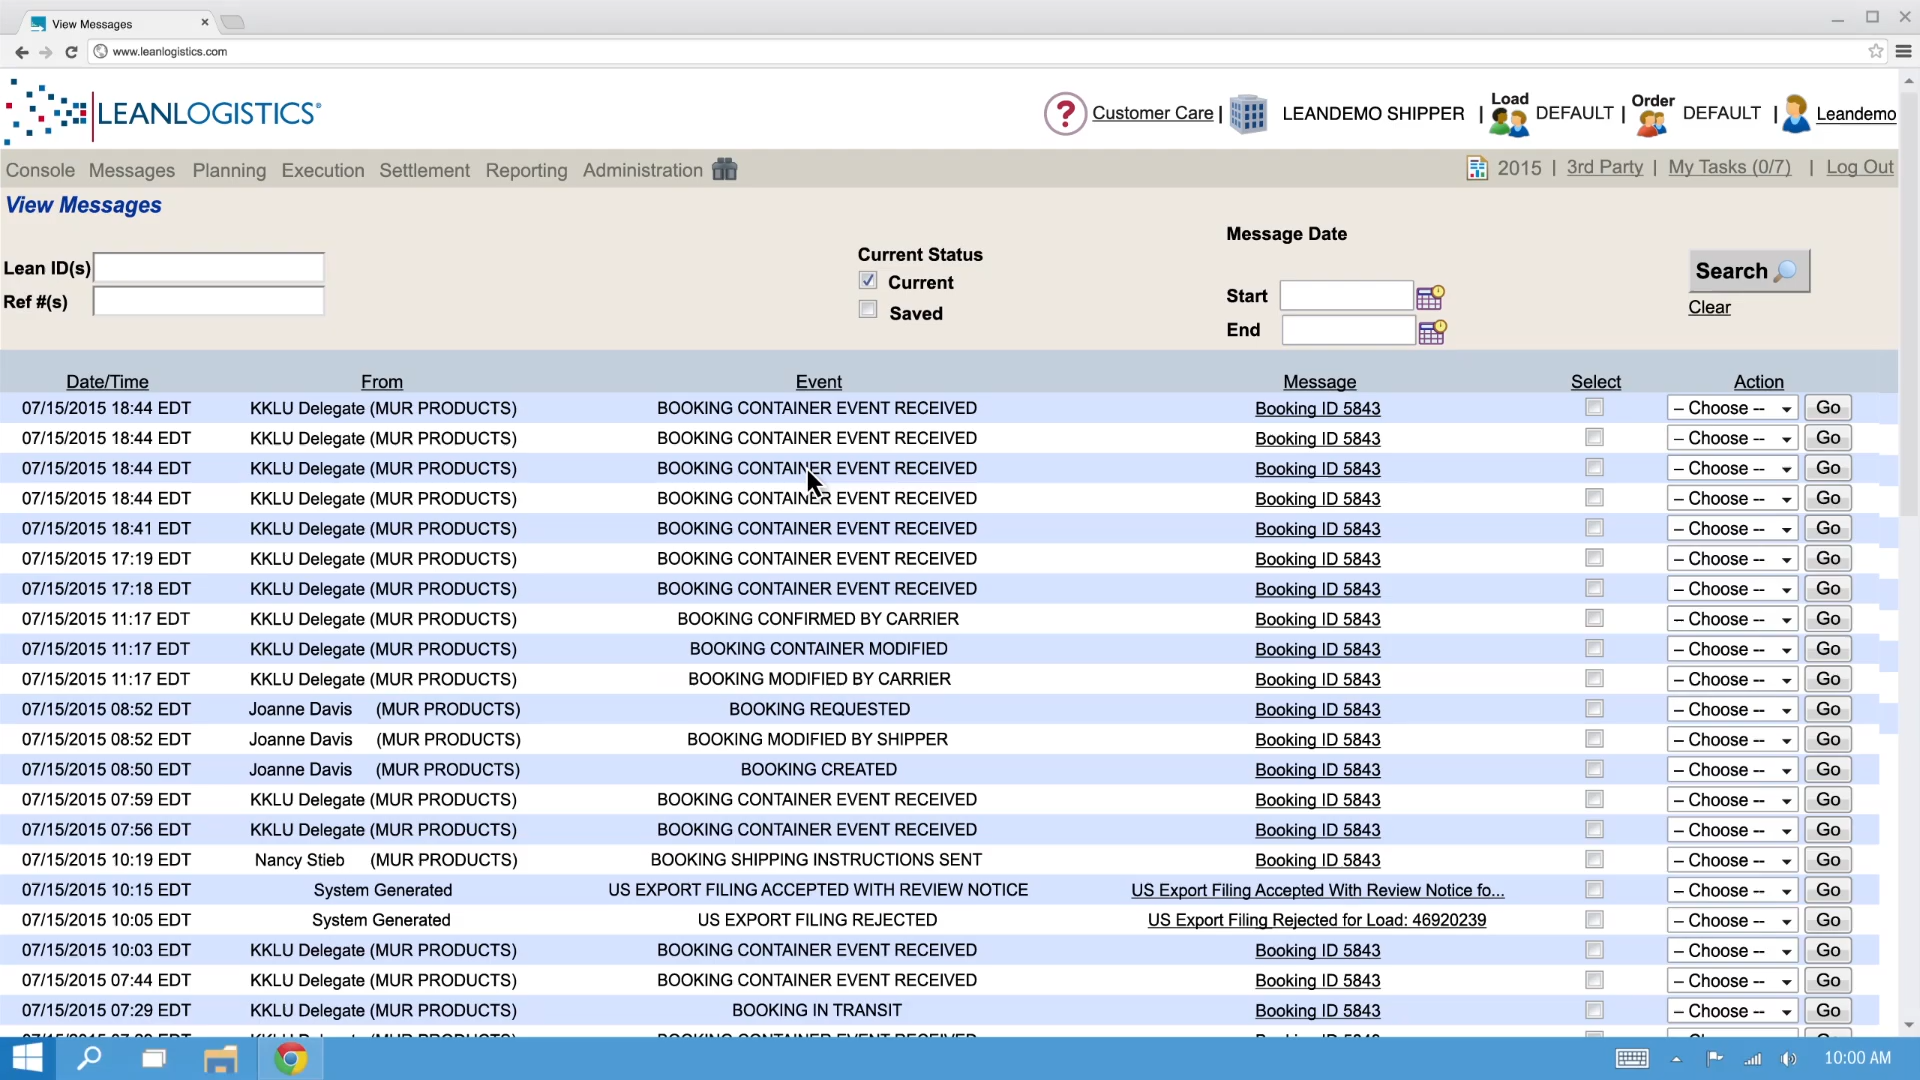 View Messages
www.leanlogistics.com
LEANLOGISTICS®
Customer Care | LEANDEMO SHIPPER | Load DEFAULT | Order DEFAULT | Leandemo
Console Messages Planning Execution Settlement Reporting Administration 2015 | 3rd Party | My Tasks (0/7) | Log Out
View Messages
Message Date
Current Status
Lean ID(s) Current Search
Ref #(s) Saved Start Clear
End
Date/Time From Event Message Select Action
07/15/2015 18:44 EDT KKLU Delegate (MUR PRODUCTS) BOOKING CONTAINER EVENT RECEIVED Booking ID 5843 – Choose -- Go
07/15/2015 18:44 EDT KKLU Delegate (MUR PRODUCTS) BOOKING CONTAINER EVENT RECEIVED Booking ID 5843 – Choose -- Go
07/15/2015 18:44 EDT KKLU Delegate (MUR PRODUCTS) BOOKING CONTAINER EVENT RECEIVED Booking ID 5843 – Choose -- Go
07/15/2015 18:44 EDT KKLU Delegate (MUR PRODUCTS) BOOKING CONTAINER EVENT RECEIVED Booking ID 5843 – Choose -- Go
07/15/2015 18:41 EDT KKLU Delegate (MUR PRODUCTS) BOOKING CONTAINER EVENT RECEIVED Booking ID 5843 – Choose -- Go
07/15/2015 17:19 EDT KKLU Delegate (MUR PRODUCTS) BOOKING CONTAINER EVENT RECEIVED Booking ID 5843 – Choose -- Go
07/15/2015 17:18 EDT KKLU Delegate (MUR PRODUCTS) BOOKING CONTAINER EVENT RECEIVED Booking ID 5843 – Choose -- Go
07/15/2015 11:17 EDT KKLU Delegate (MUR PRODUCTS) BOOKING CONFIRMED BY CARRIER Booking ID 5843 – Choose -- Go
07/15/2015 11:17 EDT KKLU Delegate (MUR PRODUCTS) BOOKING CONTAINER MODIFIED Booking ID 5843 – Choose -- Go
07/15/2015 11:17 EDT KKLU Delegate (MUR PRODUCTS) BOOKING MODIFIED BY CARRIER Booking ID 5843 – Choose -- Go
07/15/2015 08:52 EDT Joanne Davis (MUR PRODUCTS) BOOKING REQUESTED Booking ID 5843 – Choose -- Go
07/15/2015 08:52 EDT Joanne Davis (MUR PRODUCTS) BOOKING MODIFIED BY SHIPPER Booking ID 5843 – Choose -- Go
07/15/2015 08:50 EDT Joanne Davis (MUR PRODUCTS) BOOKING CREATED Booking ID 5843 – Choose -- Go
07/15/2015 07:59 EDT KKLU Delegate (MUR PRODUCTS) BOOKING CONTAINER EVENT RECEIVED Booking ID 5843 – Choose -- Go
07/15/2015 07:56 EDT KKLU Delegate (MUR PRODUCTS) BOOKING CONTAINER EVENT RECEIVED Booking ID 5843 – Choose -- Go
07/15/2015 10:19 EDT Nancy Stieb (MUR PRODUCTS) BOOKING SHIPPING INSTRUCTIONS SENT Booking ID 5843 – Choose -- Go
07/15/2015 10:15 EDT System Generated US EXPORT FILING ACCEPTED WITH REVIEW NOTICE US Export Filing Accepted With Review Notice fo... – Choose -- Go
07/15/2015 10:05 EDT System Generated US EXPORT FILING REJECTED US Export Filing Rejected for Load: 46920239 – Choose -- Go
07/15/2015 10:03 EDT KKLU Delegate (MUR PRODUCTS) BOOKING CONTAINER EVENT RECEIVED Booking ID 5843 – Choose -- Go
07/15/2015 07:44 EDT KKLU Delegate (MUR PRODUCTS) BOOKING CONTAINER EVENT RECEIVED Booking ID 5843 – Choose -- Go
07/15/2015 07:29 EDT KKLU Delegate (MUR PRODUCTS) BOOKING IN TRANSIT Booking ID 5843 – Choose -- Go
10:00 AM